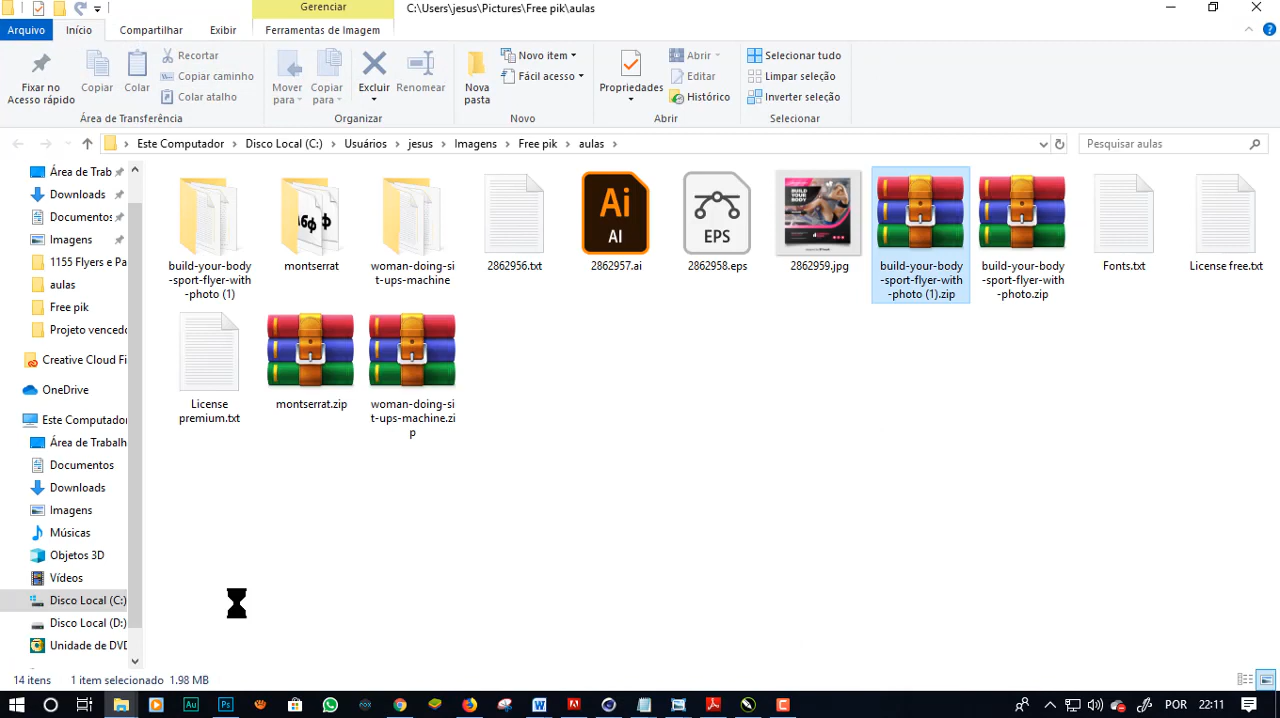 Gerenciar
C:\Users\jesus\Pictures\Free pik\aulas
Arquivo Início Compartilhar Exibir Ferramentas de Imagem
Fixar no Acesso rápido
Copiar
Colar
Recortar
Copiar caminho
Colar atalho
Área de Transferência
Mover para
Copiar para
Excluir
Renomear
Organizar
Nova pasta
Novo item
Fácil acesso
Novo
Propriedades
Abrir
Editar
Histórico
Abrir
Selecionar tudo
Limpar seleção
Inverter seleção
Selecionar
Este Computador Disco Local (C:) Usuários jesus Imagens Free pik aulas
Pesquisar aulas
Área de Trab
Downloads
Documentos
Imagens
1155 Flyers e Pa
aulas
Free pik
Projeto vencedo
Creative Cloud Fi
OneDrive
Este Computador
Área de Trabalh
Documentos
Downloads
Imagens
Músicas
Objetos 3D
Vídeos
Disco Local (C:)
Disco Local (D:)
Unidade de DVD
build-your-body
-sport-flyer-with
-photo (1)
Абф
montserrat
woman-doing-si
t-ups-machine
2862956.txt
Ai
AI
2862957.ai
EPS
2862958.eps
BUILD
YOUR
BODY
2862959.jpg
build-your-body
-sport-flyer-with
-photo (1).zip
build-your-body
-sport-flyer-with
-photo.zip
Fonts.txt
License free.txt
License
premium.txt
montserrat.zip
woman-doing-si
t-ups-machine.zi
p
14 itens 1 item selecionado 1.98 MB
Au Ps
POR 22:11